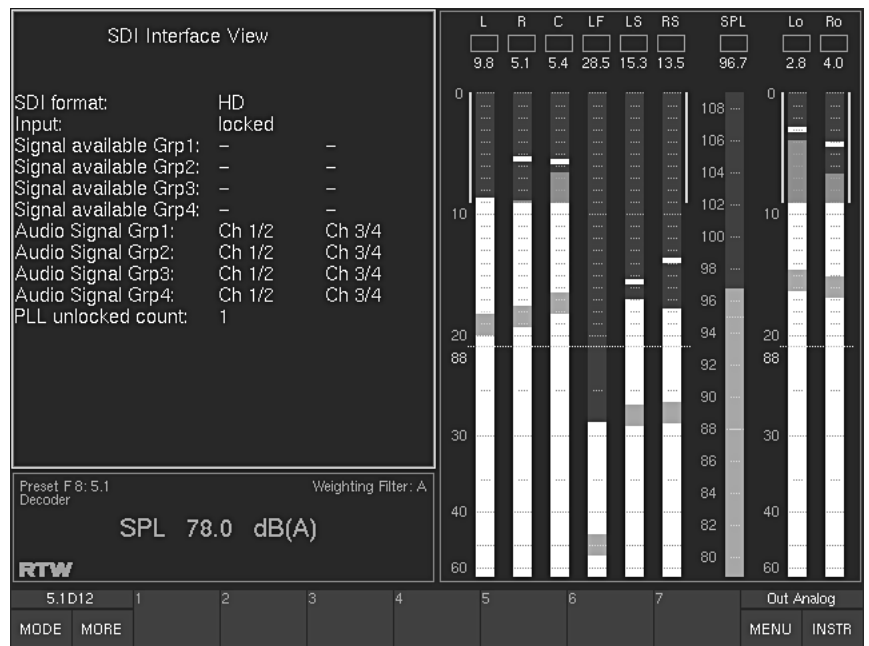 SDI Interface View
SDI format: HD
Input: locked
Signal available Grp1: – –
Signal available Grp2: – –
Signal available Grp3: – –
Signal available Grp4: – –
Audio Signal Grp1: Ch 1/2 Ch 3/4
Audio Signal Grp2: Ch 1/2 Ch 3/4
Audio Signal Grp3: Ch 1/2 Ch 3/4
Audio Signal Grp4: Ch 1/2 Ch 3/4
PLL unlocked count: 1
Preset F 8: 5.1 Weighting Filter: A
Decoder
SPL 78.0 dB(A)
RTW
L R C LF LS RS SPL Lo Ro
9.8 5.1 5.4 28.5 15.3 13.5 96.7 2.8 4.0
0
10
20
88
30
40
60
108
106
104
102
100
98
96
94
92
90
88
86
84
82
80
0
10
20
88
30
40
60
5.1D12 1 2 3 4 5 6 7 Out Analog
MODE MORE MENU INSTR